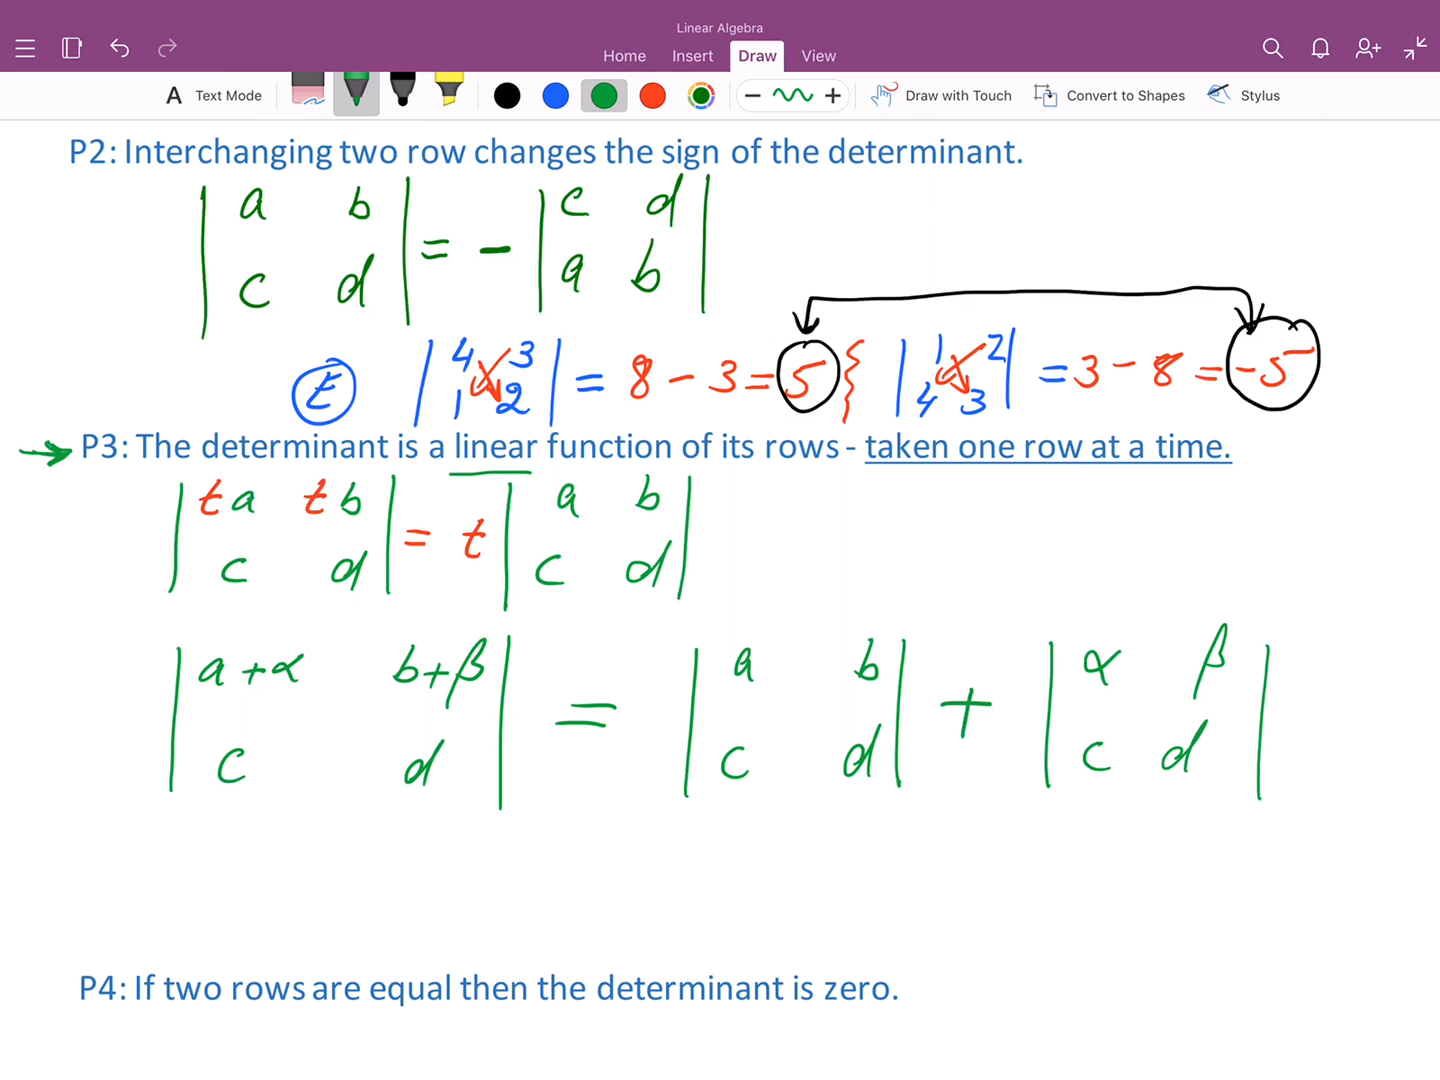 Linear Algebra
Home Insert Draw View
A Text Mode Draw with Touch Convert to Shapes Stylus
P2: Interchanging two row changes the sign of the determinant.
| a b | = - | c d |
| c d | | a b |
E | 4 3 | = 8 - 3 = 5 } | 1 2 | = 3 - 8 = -5
| 1 2 | | 4 3 |
→ P3: The determinant is a linear function of its rows - taken one row at a time.
| ta tb | = t | a b |
| c d | | c d |
| a+α b+β | = | a b | + | α β |
| c d | | c d | | c d |
P4: If two rows are equal then the determinant is zero.